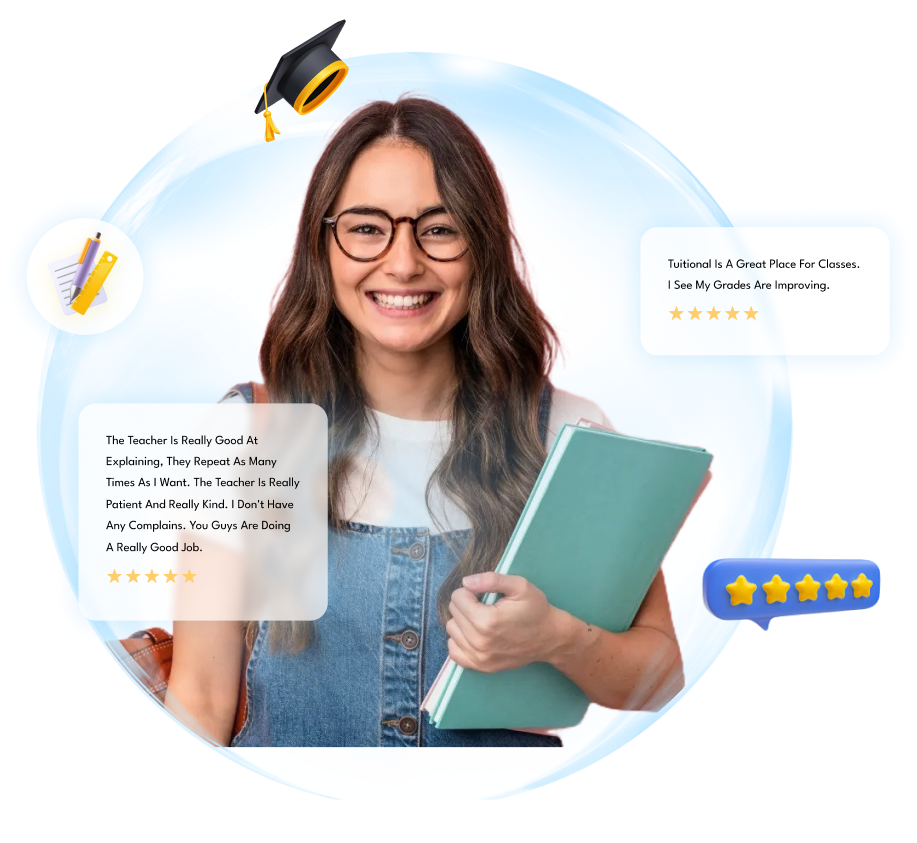 Tuitional Is A Great Place For Classes.
I See My Grades Are Improving.
The Teacher Is Really Good At
Explaining, They Repeat As Many
Times As I Want. The Teacher Is Really
Patient And Really Kind. I Don't Have
Any Complains. You Guys Are Doing
A Really Good Job.